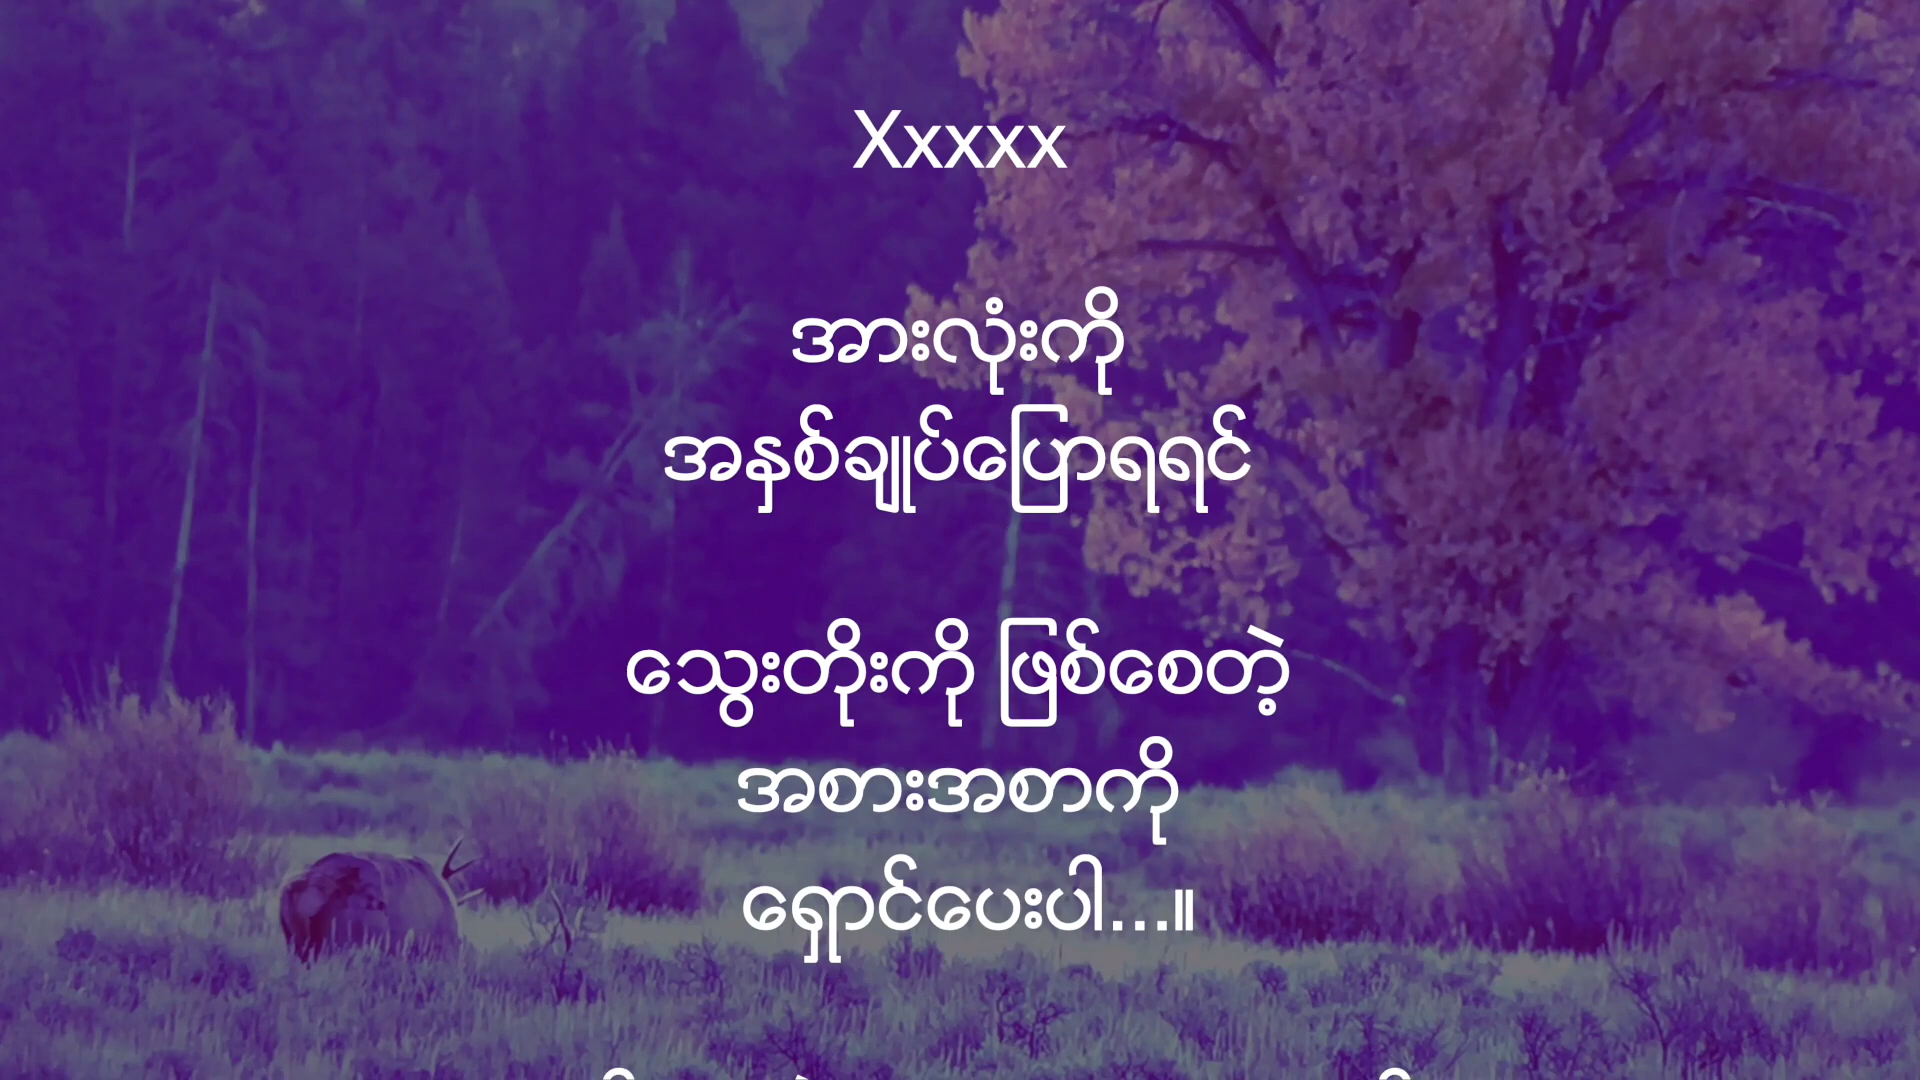 Xxxxx
အားလုံးကို
အနှစ်ချုပ်ပြောရရင်
သွေးတိုးကို ဖြစ်စေတဲ့
အစားအစာကို
ရှောင်ပေးပါ...။